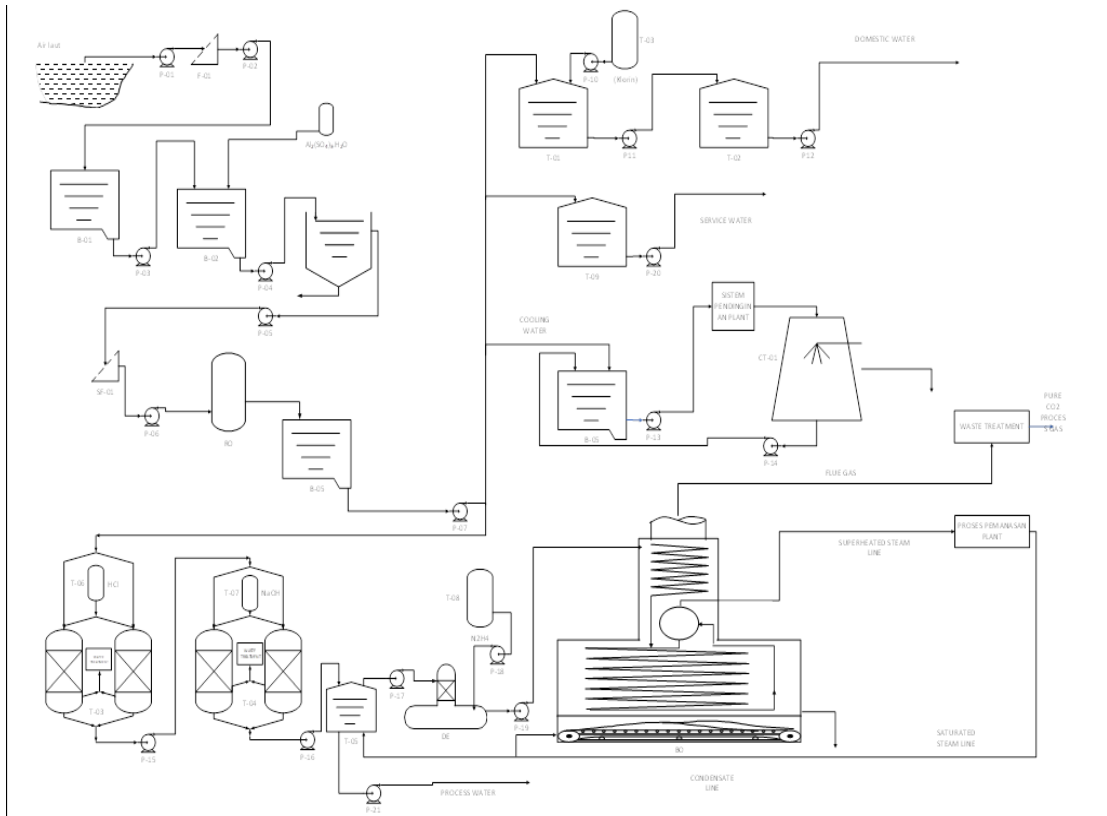 Air laut
P-01
F-01
P-02
P-10
T-03
(Klorin)
DOMESTIC WATER
T-01
P11
T-02
P12
Al₂(SO₄)₃H₂O
B-01
P-03
B-02
P-04
P-05
SERVICE WATER
T-09
P-20
COOLING
WATER
SISTEM
PENDINGIN
AN PLANT
CT-01
B-05
P-13
P-14
SF-01
P-06
RO
B-05
P-07
PURE
CO2
PROCES
S GAS
WASTE TREATMENT
FLUE GAS
PROSES PEMANASAN
PLANT
SUPERHEATED STEAM
LINE
T-06
HCl
T-07
NaOH
T-08
N2H4
P-18
T-03
T-04
P-15
P-16
T-05
P-17
DE
P-19
BO
SATURATED
STEAM LINE
CONDENSATE
LINE
P-21
PROCESS WATER